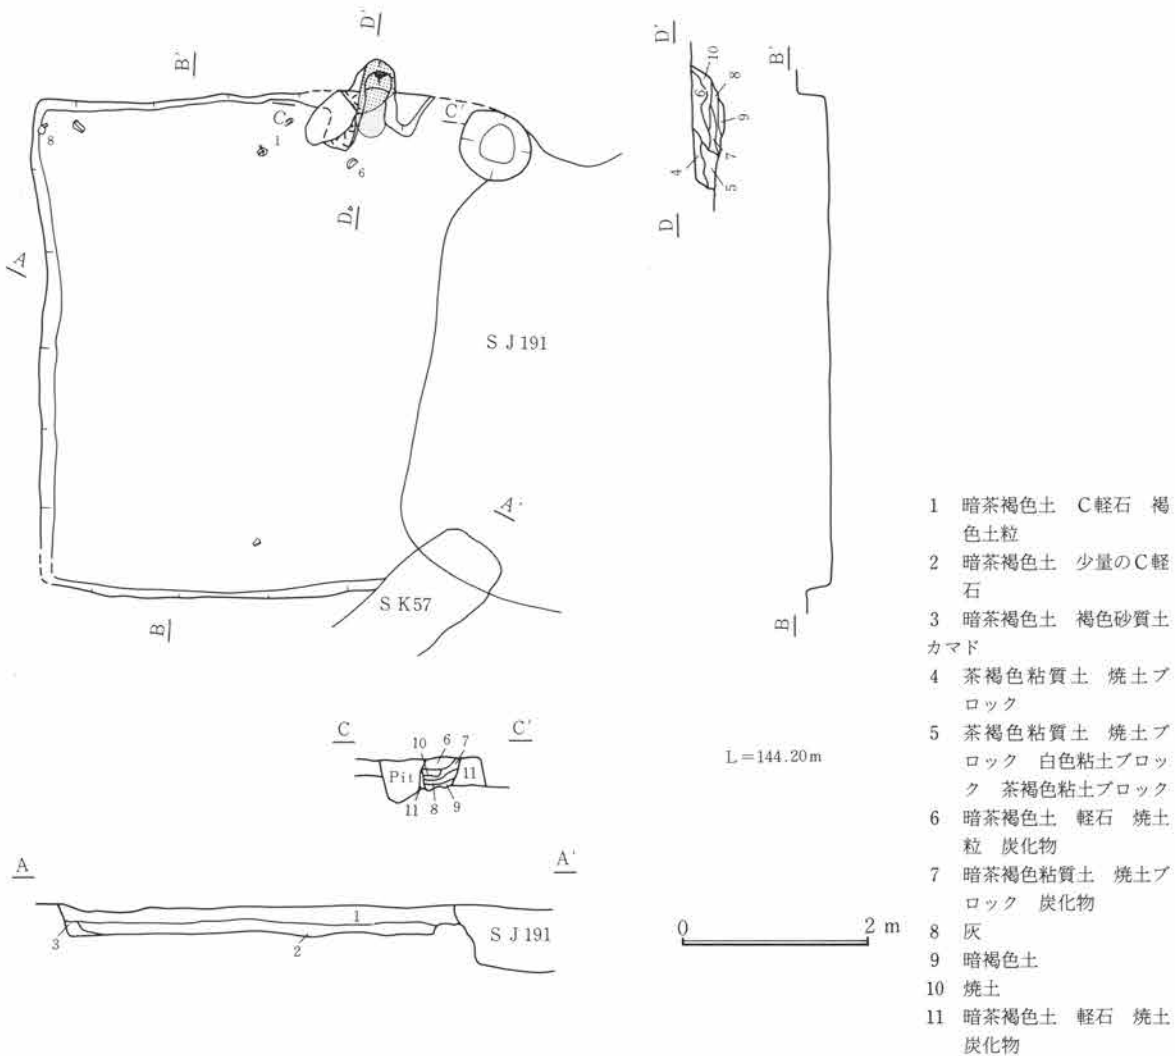 D'
B'
C
C'
8
1
6
D
A
S J 191
A'
S K57
B
D'
10
8
6
9
7
4
5
D
B'
B
C
C'
10
6
7
Pit
11
11
8
9
L=144.20m
A
A'
1
S J 191
3
2
0
2 m
1 暗茶褐色土 C軽石 褐
色土粒
2 暗茶褐色土 少量のC軽
石
3 暗茶褐色土 褐色砂質土
カマド
4 茶褐色粘質土 焼土ブ
ロック
5 茶褐色粘質土 焼土ブ
ロック 白色粘土ブロッ
ク 茶褐色粘土ブロック
6 暗茶褐色土 軽石 焼土
粒 炭化物
7 暗茶褐色粘質土 焼土ブ
ロック 炭化物
8 灰
9 暗褐色土
10 焼土
11 暗茶褐色土 軽石 焼土
炭化物